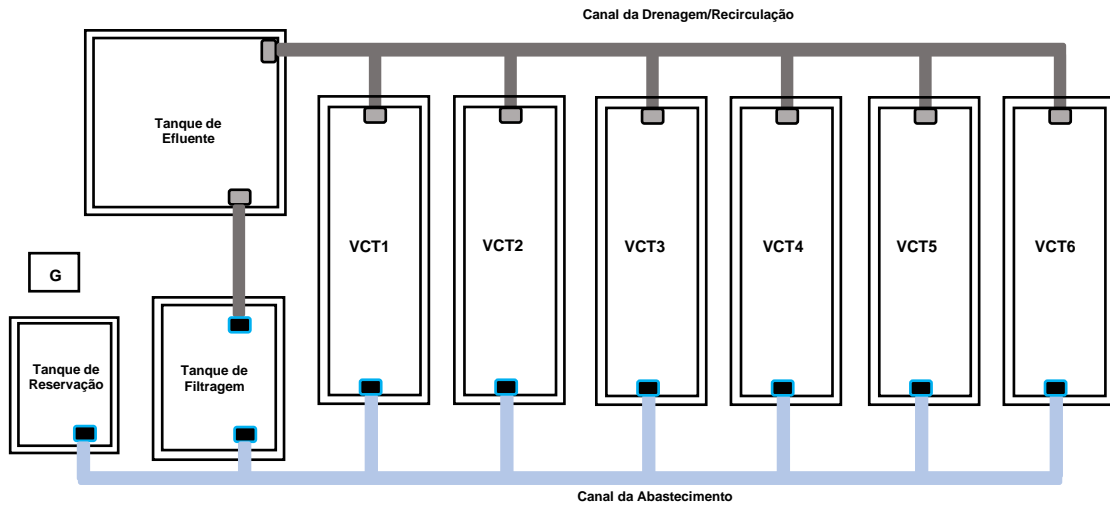 Canal da Drenagem/Recirculação
Tanque de
Efluente
VCT1
VCT2
VCT3
VCT4
VCT5
VCT6
G
Tanque de
Reservação
Tanque de
Filtragem
Canal da Abastecimento